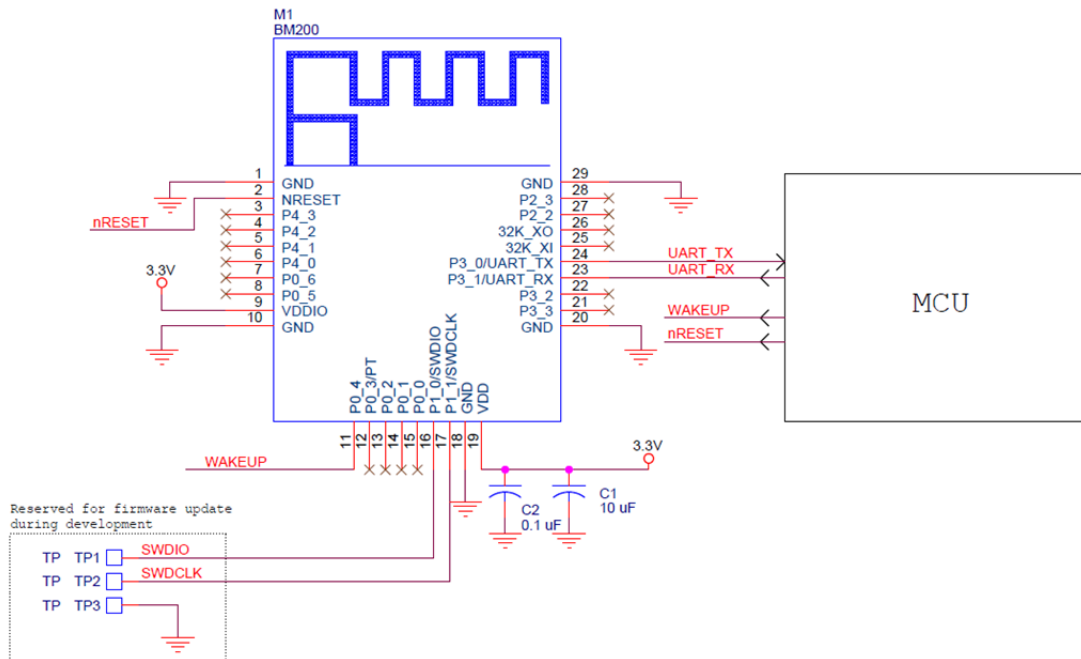 M1
BM200
1 GND
2 NRESET
3 P4_3
4 P4_2
5 P4_1
6 P4_0
7 P0_6
8 P0_5
9 VDDIO
10 GND
nRESET
3.3V
GND 29
P2_3 28
P2_2 27
32K_XO 26
32K_XI 25
P3_0/UART_TX 24
P3_1/UART_RX 23
P3_2 22
P3_3 21
GND 20
UART_TX
UART_RX
WAKEUP
nRESET
MCU
P0_4 11
P0_3/PT 12
P0_2 13
P0_1 14
P0_0 15
P1_0/SWDIO 16
P1_1/SWDCLK 17
GND 18
VDD 19
WAKEUP
3.3V
C2
0.1 uF
C1
10 uF
Reserved for firmware update
during development
TP TP1 SWDIO
TP TP2 SWDCLK
TP TP3